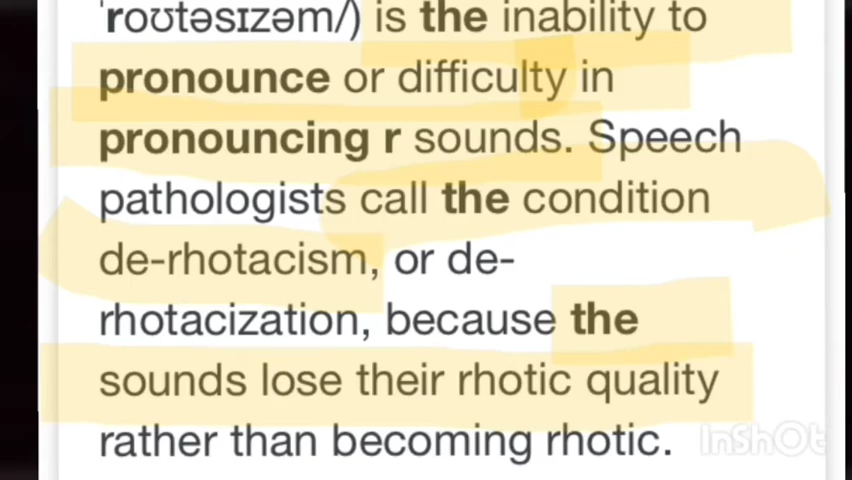 ˈroʊtəsɪzəm/) is the inability to
pronounce or difficulty in
pronouncing r sounds. Speech
pathologists call the condition
de-rhotacism, or de-
rhotacization, because the
sounds lose their rhotic quality
rather than becoming rhotic.
InShOt